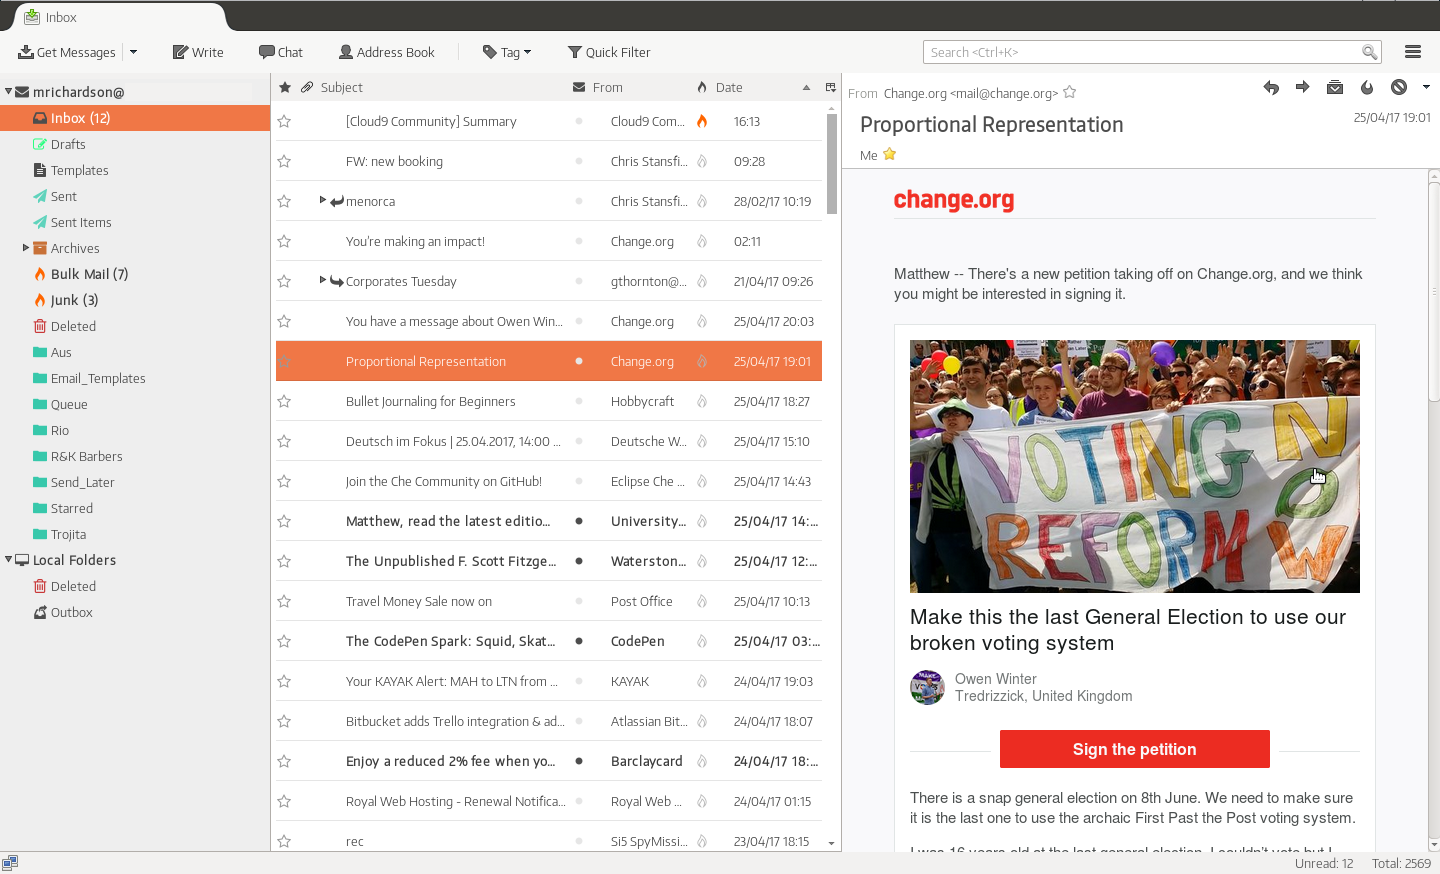 Inbox
Get Messages
Write
Chat
Address Book
Tag
Quick Filter
Search <Ctrl+K>
mrichardson@
Inbox (12)
Drafts
Templates
Sent
Sent Items
Archives
Bulk Mail (7)
Junk (3)
Deleted
Aus
Email_Templates
Queue
Rio
R&K Barbers
Send_Later
Starred
Trojita
Local Folders
Deleted
Outbox
Subject From Date
[Cloud9 Community] Summary Cloud9 Com... 16:13
FW: new booking Chris Stansfi... 09:28
menorca Chris Stansfi... 28/02/17 10:19
You're making an impact! Change.org 02:11
Corporates Tuesday gthornton@... 21/04/17 09:26
You have a message about Owen Win... Change.org 25/04/17 20:03
Proportional Representation Change.org 25/04/17 19:01
Bullet Journaling for Beginners Hobbycraft 25/04/17 18:27
Deutsch im Fokus | 25.04.2017, 14:00 ... Deutsche W... 25/04/17 15:10
Join the Che Community on GitHub! Eclipse Che ... 25/04/17 14:43
Matthew, read the latest editio... University... 25/04/17 14:...
The Unpublished F. Scott Fitzge... Waterston... 25/04/17 12:...
Travel Money Sale now on Post Office 25/04/17 10:13
The CodePen Spark: Squid, Skat... CodePen 25/04/17 03:...
Your KAYAK Alert: MAH to LTN from ... KAYAK 24/04/17 19:03
Bitbucket adds Trello integration & ad... Atlassian Bit... 24/04/17 18:07
Enjoy a reduced 2% fee when yo... Barclaycard 24/04/17 18:...
Royal Web Hosting - Renewal Notifica... Royal Web ... 24/04/17 01:15
rec Si5 SpyMissi... 23/04/17 18:15
From Change.org <mail@change.org>
Proportional Representation
25/04/17 19:01
Me
change.org
Matthew -- There's a new petition taking off on Change.org, and we think
you might be interested in signing it.
VOTING
REFORM
NOW
Make this the last General Election to use our
broken voting system
Owen Winter
Tredrizzick, United Kingdom
Sign the petition
There is a snap general election on 8th June. We need to make sure
it is the last one to use the archaic First Past the Post voting system.
I was 16 years old at the last general election. I couldn't vote but I
Unread: 12 Total: 2569